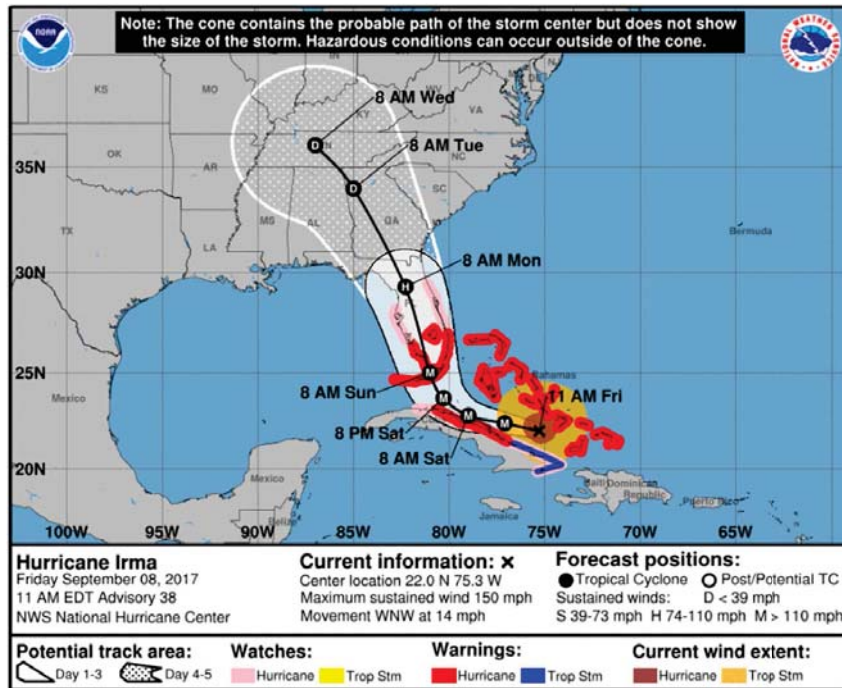 Note: The cone contains the probable path of the storm center but does not show
the size of the storm. Hazardous conditions can occur outside of the cone.
NOAA
KS
MO
IN
KY
WV
VA
DE
NJ
8 AM Wed
OK
AR
8 AM Tue
NC
SC
TX
LA
MS
AL
GA
Bermuda
35N
30N
8 AM Mon
25N
Mexico
8 AM Sun
Bahamas
11 AM Fri
8 PM Sat
8 AM Sat
20N
Mexico
Belize
Jamaica
Haiti
Dominican
Republic
Puerto Rico
100W 95W 90W 85W 80W 75W 70W 65W
Hurricane Irma
Friday September 08, 2017
11 AM EDT Advisory 38
NWS National Hurricane Center
Current information: x
Center location 22.0 N 75.3 W
Maximum sustained wind 150 mph
Movement WNW at 14 mph
Forecast positions:
Tropical Cyclone Post/Potential TC
Sustained winds: D < 39 mph
S 39-73 mph H 74-110 mph M > 110 mph
Potential track area:
Day 1-3 Day 4-5
Watches:
Hurricane Trop Stm
Warnings:
Hurricane Trop Stm
Current wind extent:
Hurricane Trop Stm